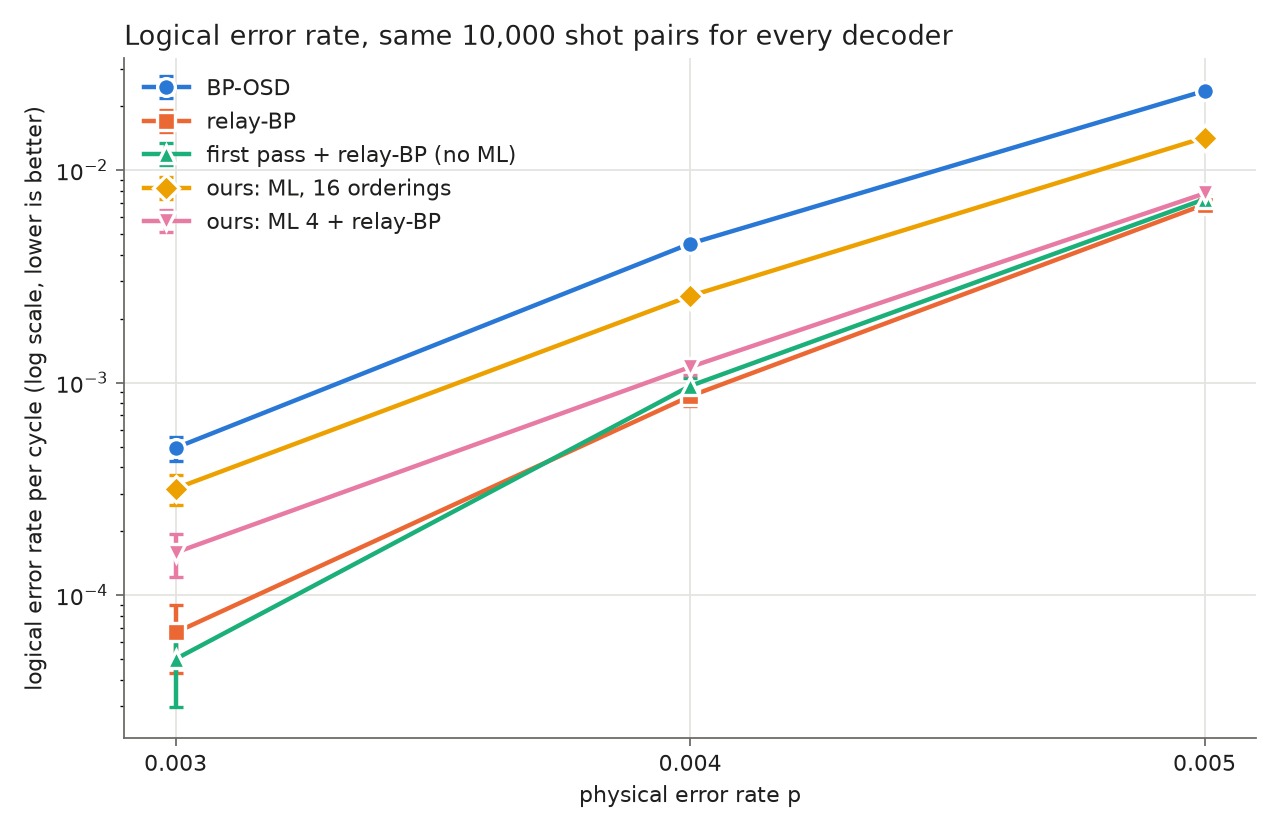 Logical error rate, same 10,000 shot pairs for every decoder
BP-OSD
relay-BP
first pass + relay-BP (no ML)
ours: ML, 16 orderings
ours: ML 4 + relay-BP
logical error rate per cycle (log scale, lower is better)
10⁻²
10⁻³
10⁻⁴
0.003
0.004
0.005
physical error rate p